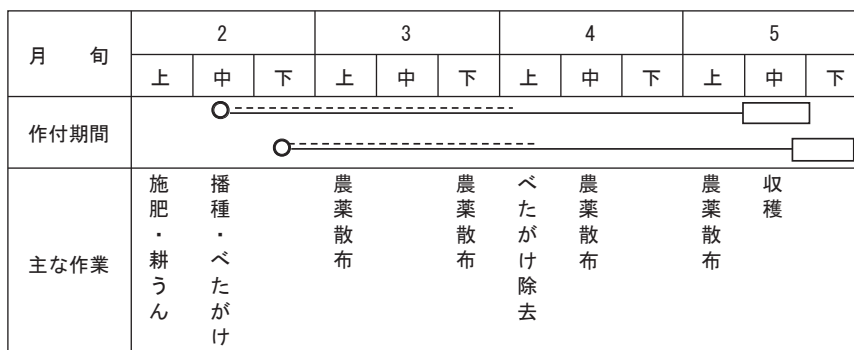 月 旬 2 3 4 5
上 中 下 上 中 下 上 中 下 上 中 下
作付期間
主な作業
施肥・耕うん
播種・べたがけ
農薬散布
農薬散布
べたがけ除去
農薬散布
農薬散布
収穫